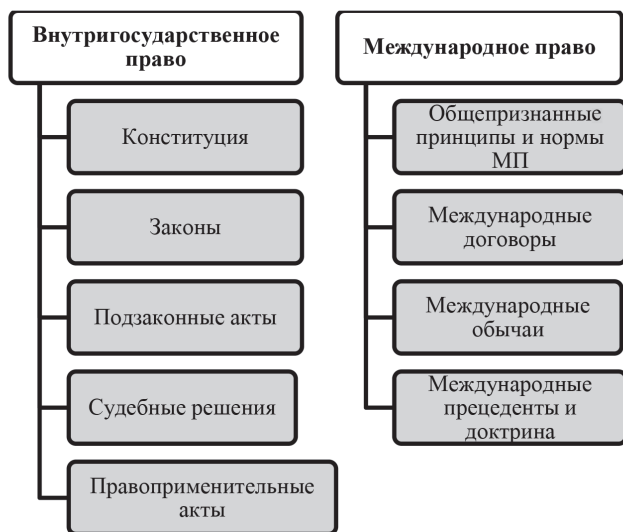 Внутригосударственное
право
Конституция
Законы
Подзаконные акты
Судебные решения
Правоприменительные
акты
Международное право
Общепризнанные
принципы и нормы
МП
Международные
договоры
Международные
обычаи
Международные
прецеденты и
доктрина